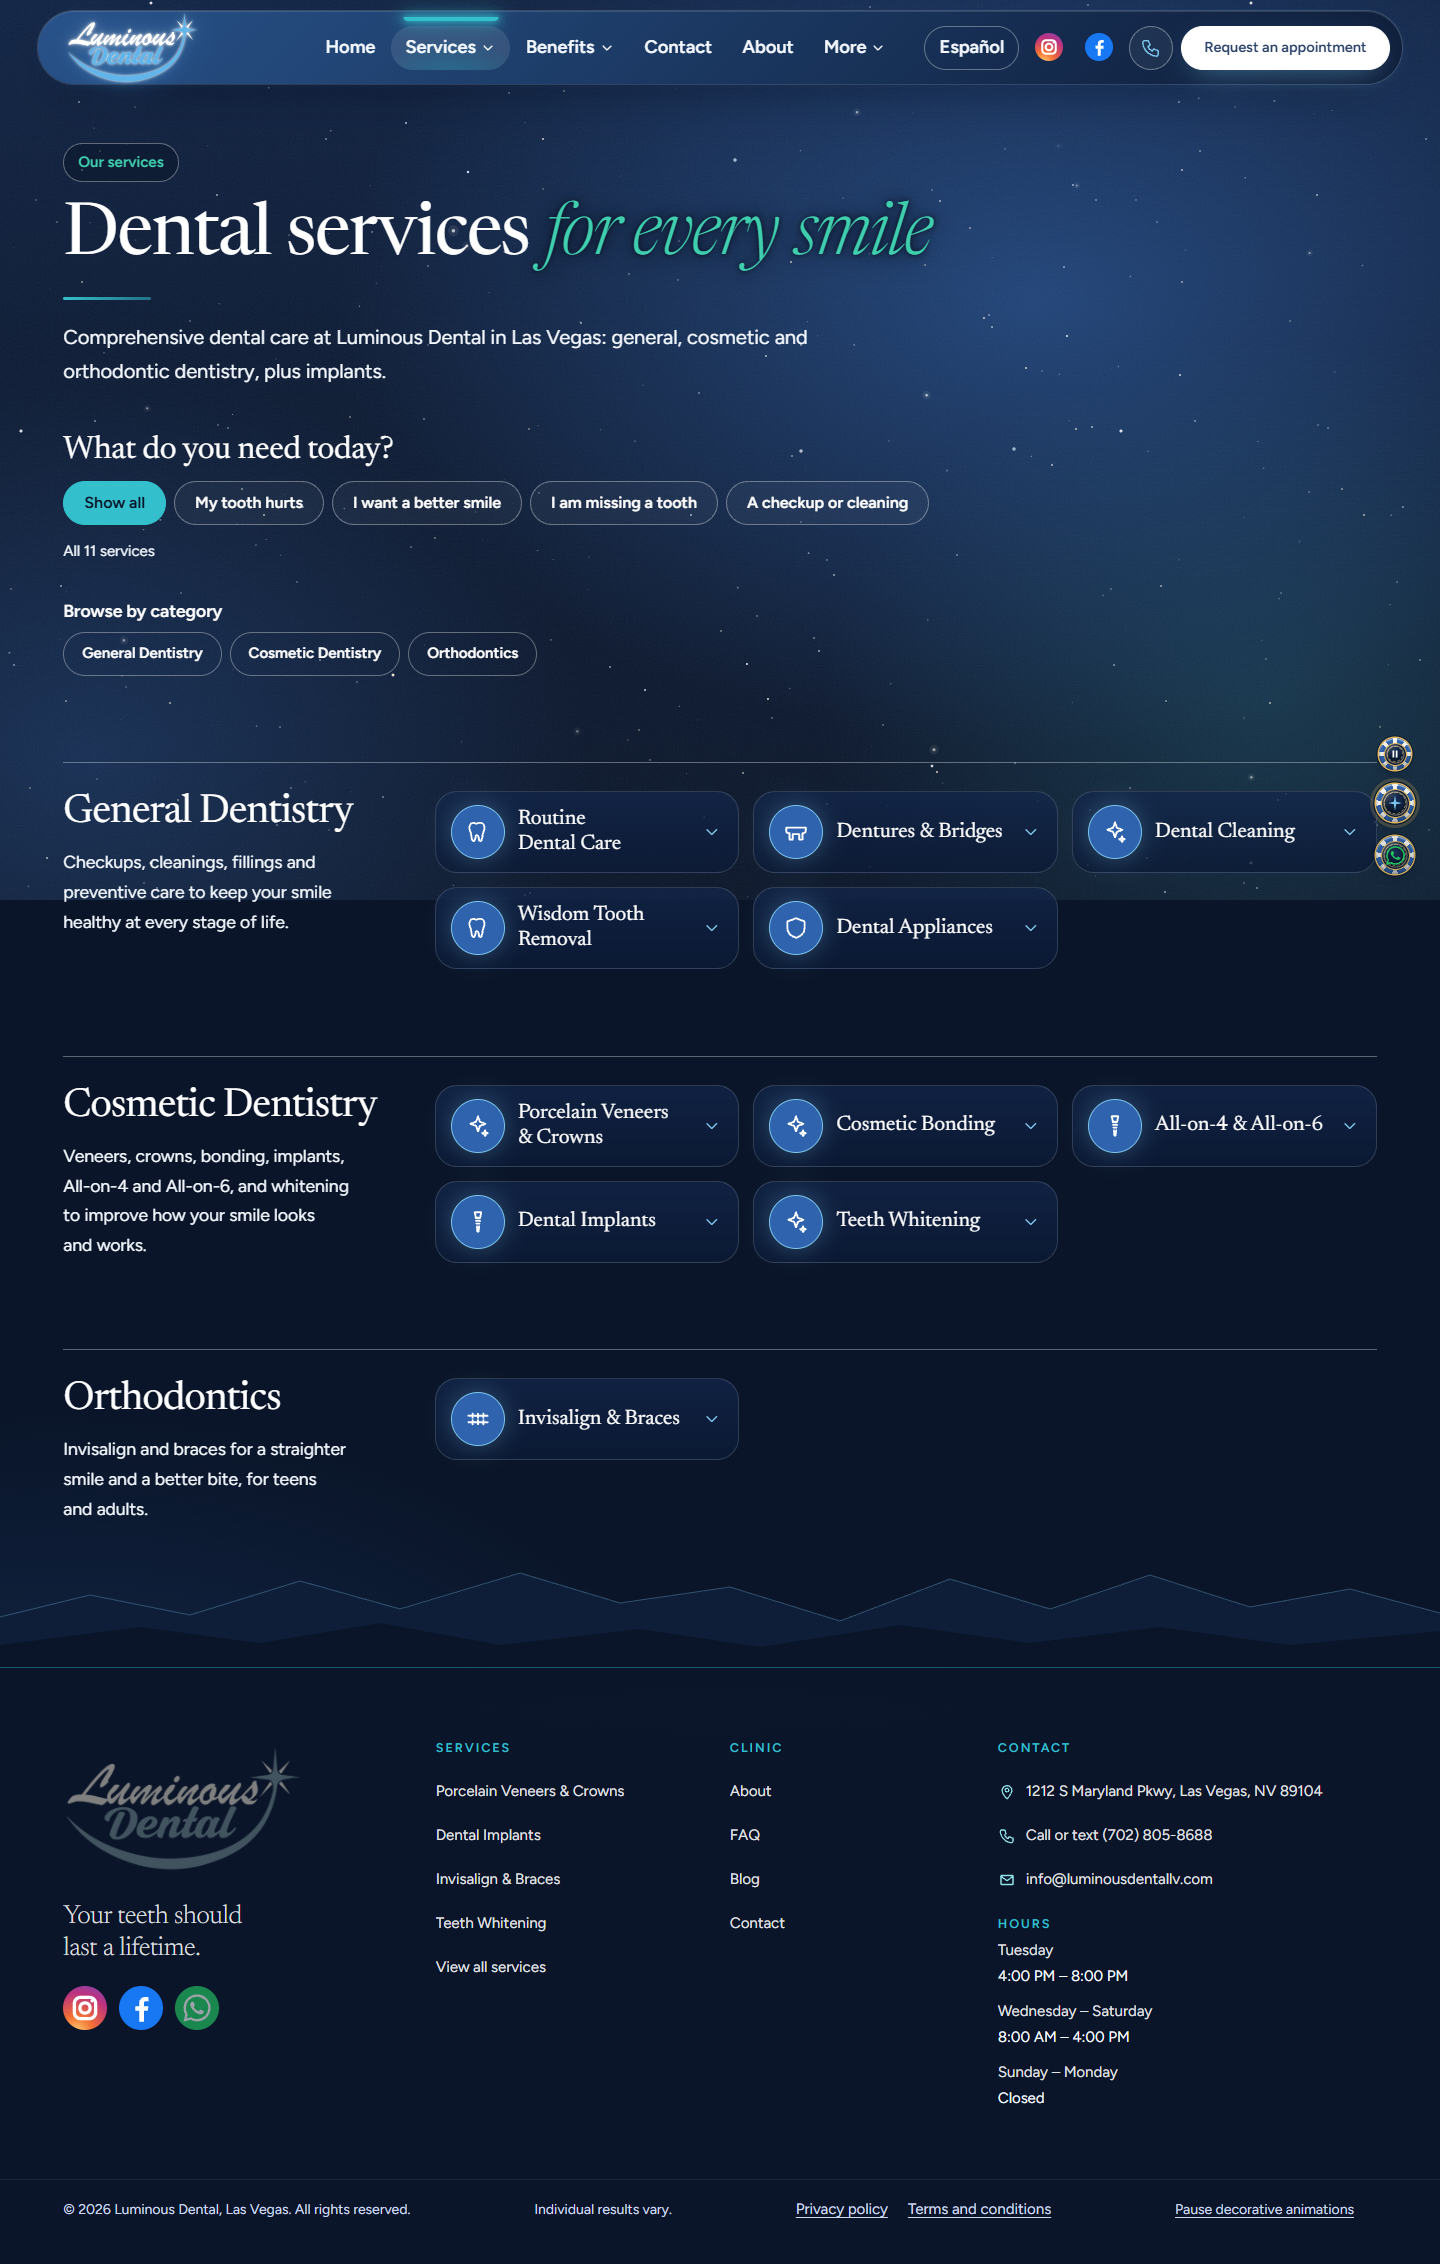 Luminous
Dental
Home
Services
Benefits
Contact
About
More
Español
Request an appointment
Our services
Dental services for every smile
Comprehensive dental care at Luminous Dental in Las Vegas: general, cosmetic and
orthodontic dentistry, plus implants.
What do you need today?
Show all
My tooth hurts
I want a better smile
I am missing a tooth
A checkup or cleaning
All 11 services
Browse by category
General Dentistry
Cosmetic Dentistry
Orthodontics
General Dentistry
Checkups, cleanings, fillings and
preventive care to keep your smile
healthy at every stage of life.
Routine
Dental Care
Dentures & Bridges
Dental Cleaning
Wisdom Tooth
Removal
Dental Appliances
Cosmetic Dentistry
Veneers, crowns, bonding, implants,
All-on-4 and All-on-6, and whitening
to improve how your smile looks
and works.
Porcelain Veneers
& Crowns
Cosmetic Bonding
All-on-4 & All-on-6
Dental Implants
Teeth Whitening
Orthodontics
Invisalign and braces for a straighter
smile and a better bite, for teens
and adults.
Invisalign & Braces
Luminous
Dental
Your teeth should
last a lifetime.
SERVICES
Porcelain Veneers & Crowns
Dental Implants
Invisalign & Braces
Teeth Whitening
View all services
CLINIC
About
FAQ
Blog
Contact
CONTACT
1212 S Maryland Pkwy, Las Vegas, NV 89104
Call or text (702) 805-8688
info@luminousdentallv.com
HOURS
Tuesday
4:00 PM – 8:00 PM
Wednesday – Saturday
8:00 AM – 4:00 PM
Sunday – Monday
Closed
© 2026 Luminous Dental, Las Vegas. All rights reserved.
Individual results vary.
Privacy policy
Terms and conditions
Pause decorative animations